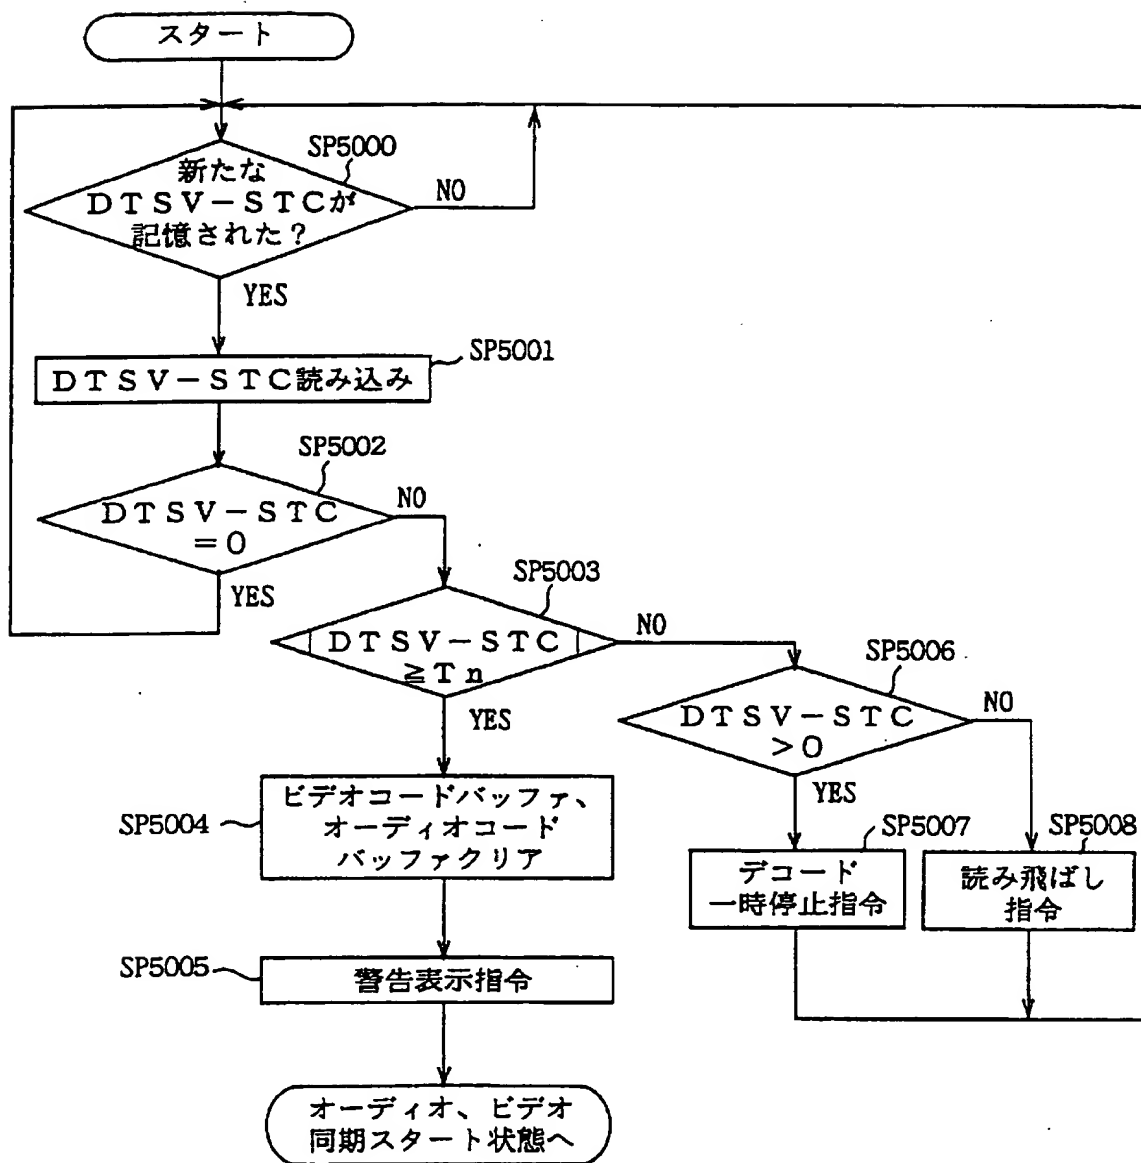 スタート
SP5000
新たな
DTSV-STCが
記憶された?
NO
YES
SP5001
DTSV-STC読み込み
SP5002
DTSV-STC
=0
NO
YES
SP5003
|DTSV-STC|
≧Tn
NO
YES
SP5006
DTSV-STC
>0
NO
YES
SP5004
ビデオコードバッファ、
オーディオコード
バッファクリア
SP5007
デコード
一時停止指令
SP5008
読み飛ばし
指令
SP5005
警告表示指令
オーディオ、ビデオ
同期スタート状態へ